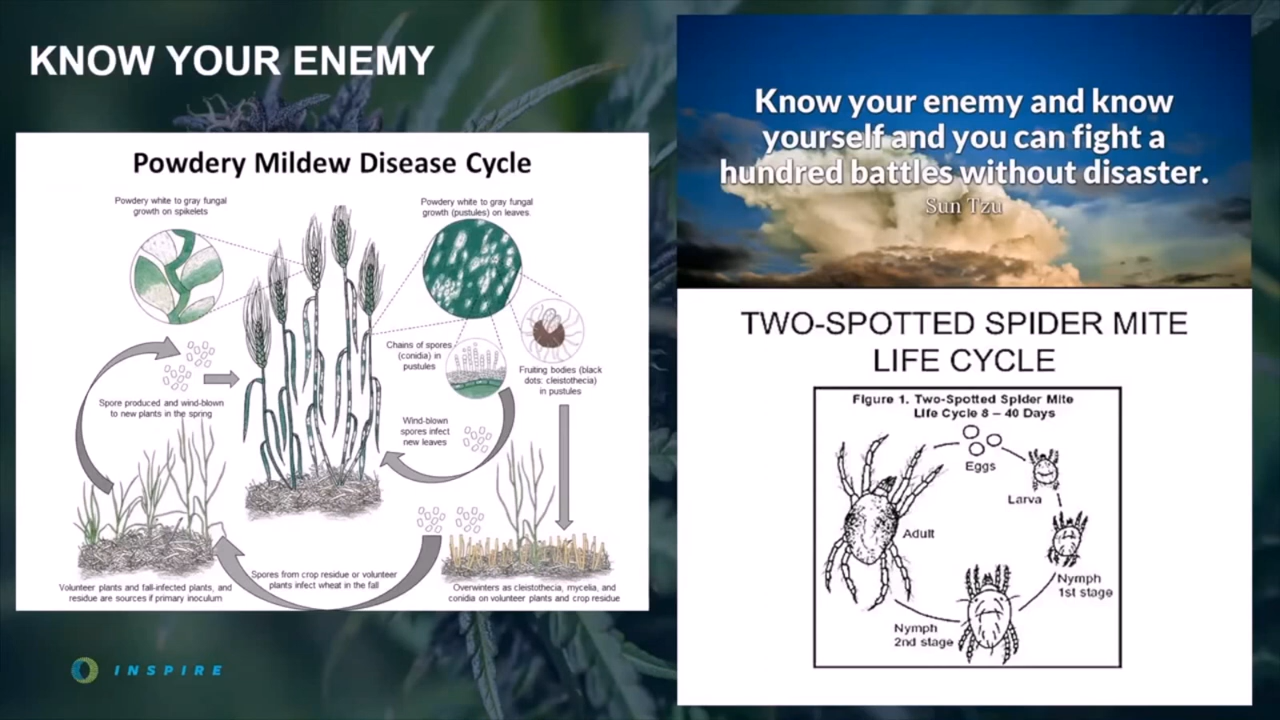 KNOW YOUR ENEMY
Powdery Mildew Disease Cycle
Powdery white to gray fungal
growth on spikelets
Powdery white to gray fungal
growth (pustules) on leaves
Chains of spores
(conidia) in
pustules
Fruiting bodies (black
dots: cleistothecia)
in pustules
Spore produced and wind-blown
to new plants in the spring
Wind-blown
spores infect
new leaves
Spores from crop residue or volunteer
plants infect wheat in the fall
Volunteer plants and fall-infected plants, and
residue are sources if primary inoculum
Overwinters as cleistothecia, mycelia, and
conidia on volunteer plants and crop residue
INSPIRE
Know your enemy and know
yourself and you can fight a
hundred battles without disaster.
Sun Tzu
TWO-SPOTTED SPIDER MITE
LIFE CYCLE
Figure 1. Two-Spotted Spider Mite
Life Cycle 8 – 40 Days
Eggs
Larva
Adult
Nymph
1st stage
Nymph
2nd stage